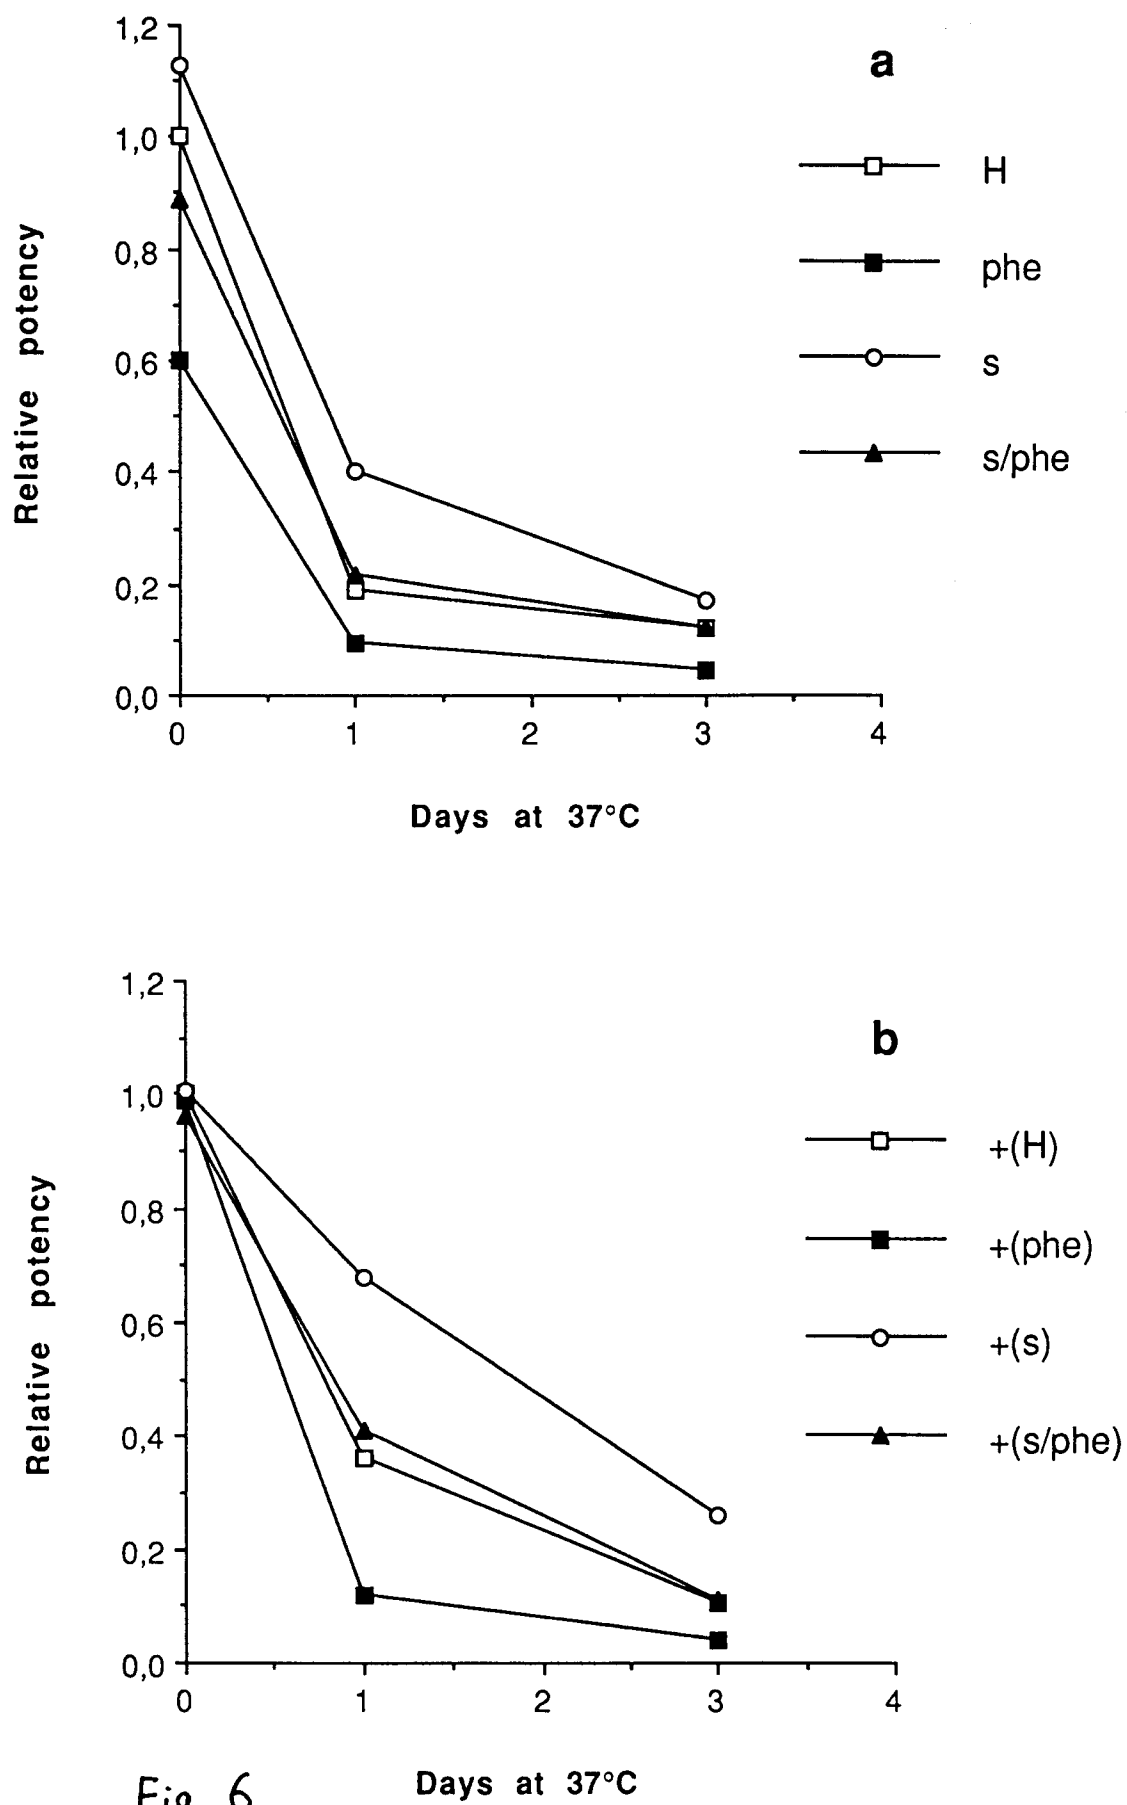 1,2
a
1,0
H
0,8
phe
0,6
s
0,4
s/phe
0,2
0,0
0 1 2 3 4
Relative potency
Days at 37°C
1,2
b
1,0
+(H)
0,8
+(phe)
0,6
+(s)
0,4
+(s/phe)
0,2
0,0
0 1 2 3 4
Relative potency
Days at 37°C
Fig 6